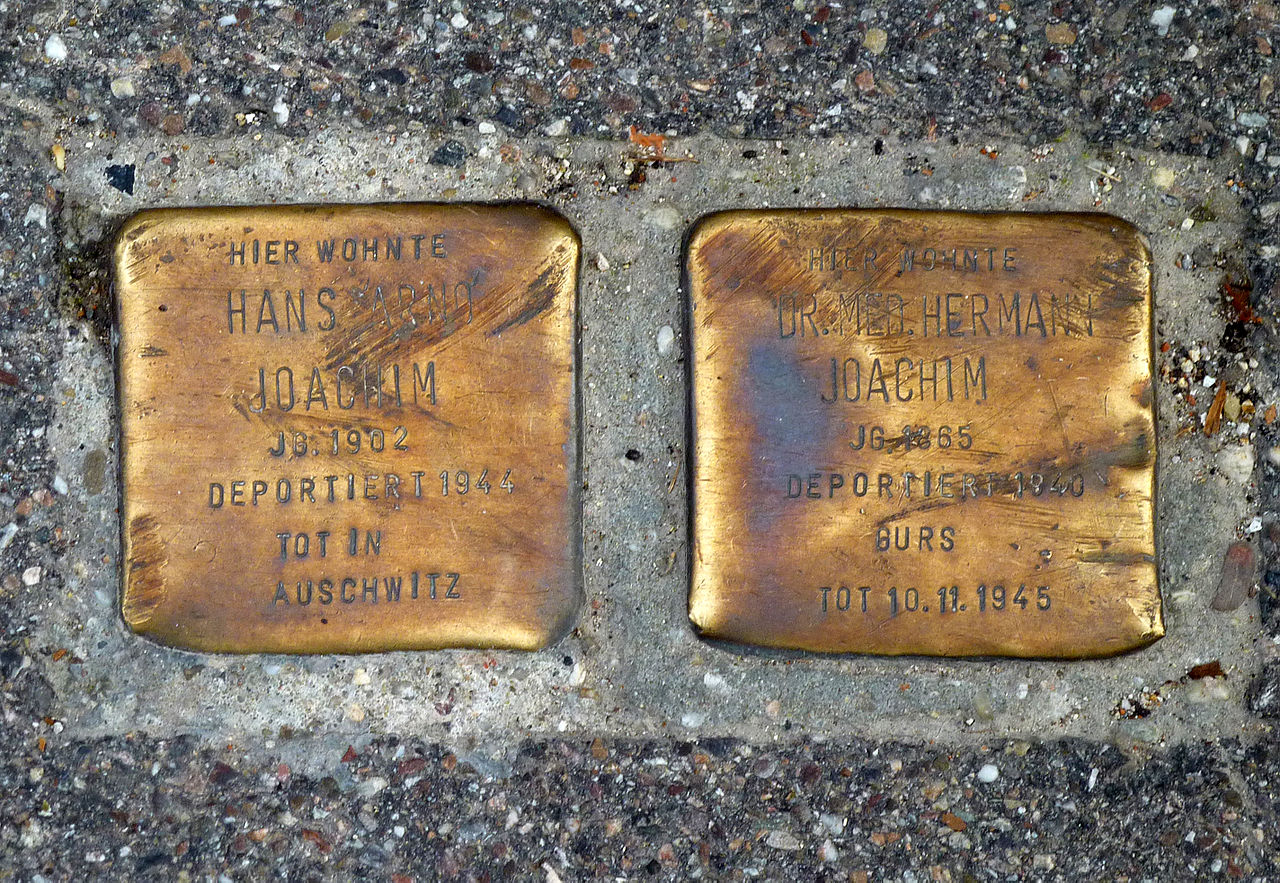 HIER WOHNTE
HANS ARNO
JOACHIM
JG. 1902
DEPORTIERT 1944
TOT IN
AUSCHWITZ
HIER WOHNTE
DR. MED. HERMANN
JOACHIM
JG. 1865
DEPORTIERT 1940
GURS
TOT 10.11.1945